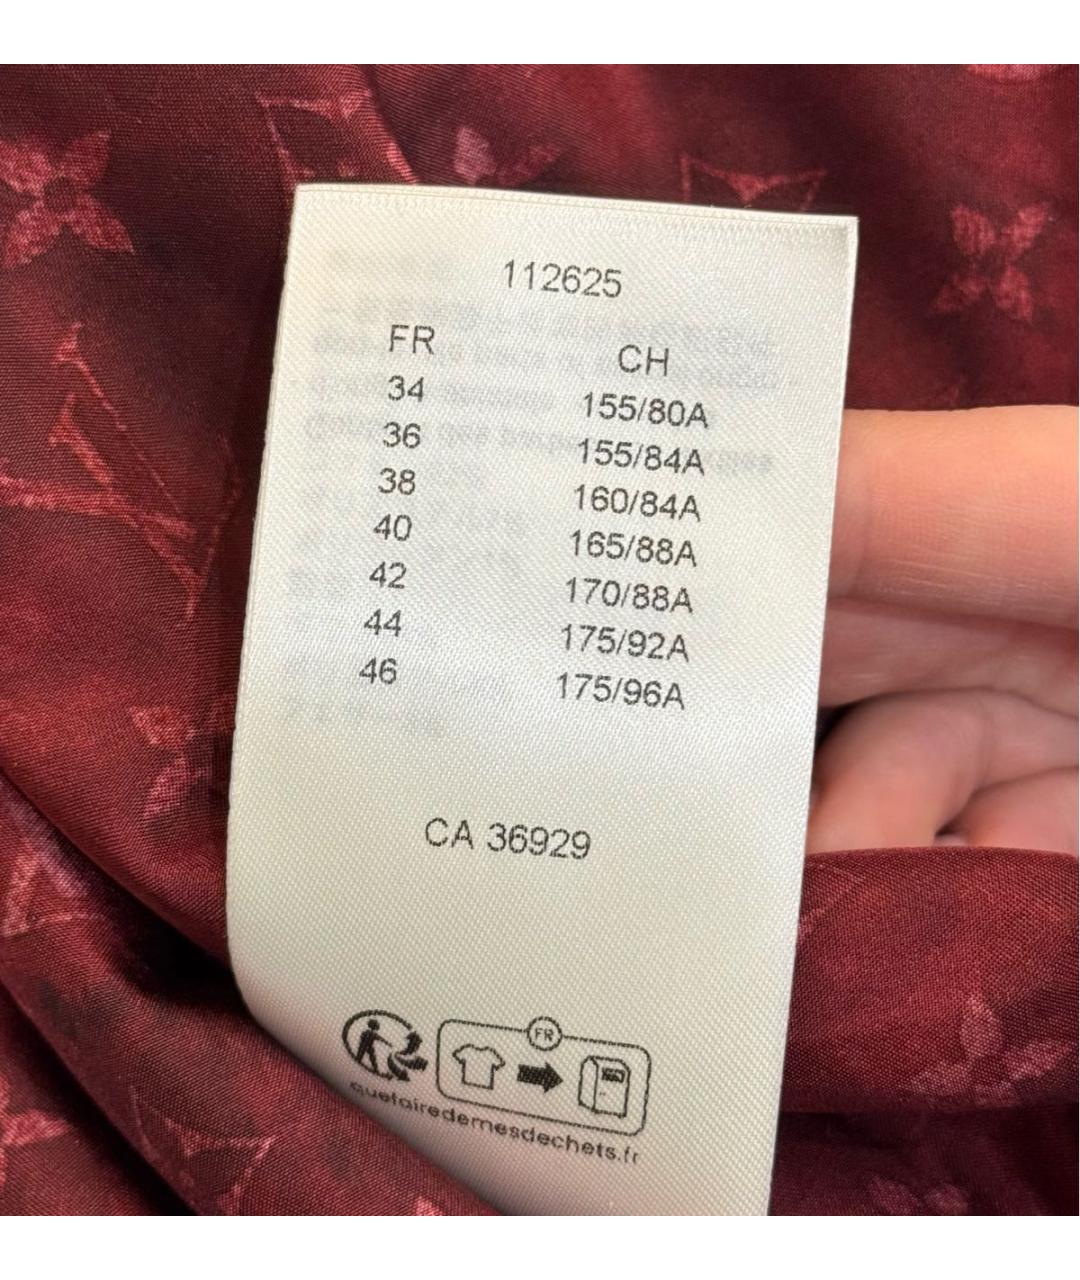 112625
FR CH
34 155/80A
36 155/84A
38 160/84A
40 165/88A
42 170/88A
44 175/92A
46 175/96A
CA 36929
FR
quefairedemesdechets.fr